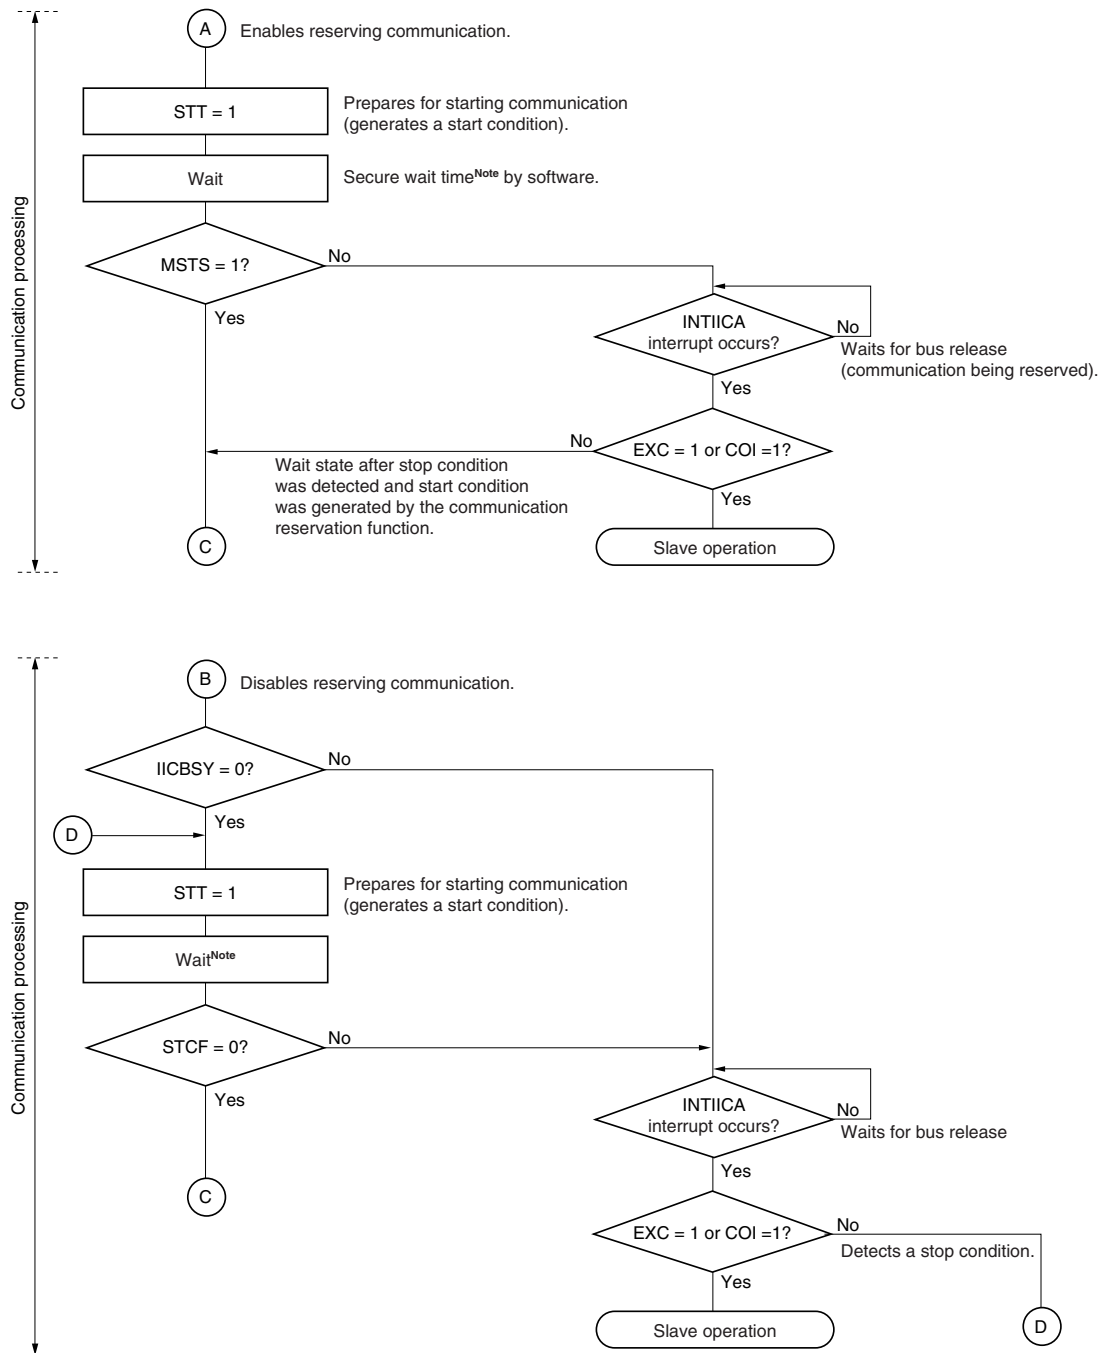 A
Enables reserving communication.
STT = 1
Prepares for starting communication
(generates a start condition).
Wait
Secure wait timeNote by software.
MSTS = 1?
No
Yes
INTIICA
interrupt occurs?
No
Waits for bus release
(communication being reserved).
Yes
EXC = 1 or COI =1?
No
Wait state after stop condition
was detected and start condition
was generated by the communication
reservation function.
Yes
C
Slave operation
Communication processing
B
Disables reserving communication.
IICBSY = 0?
No
Yes
D
STT = 1
Prepares for starting communication
(generates a start condition).
WaitNote
STCF = 0?
No
Yes
INTIICA
interrupt occurs?
No
Waits for bus release
Yes
C
EXC = 1 or COI =1?
No
Detects a stop condition.
Yes
Slave operation
D
Communication processing